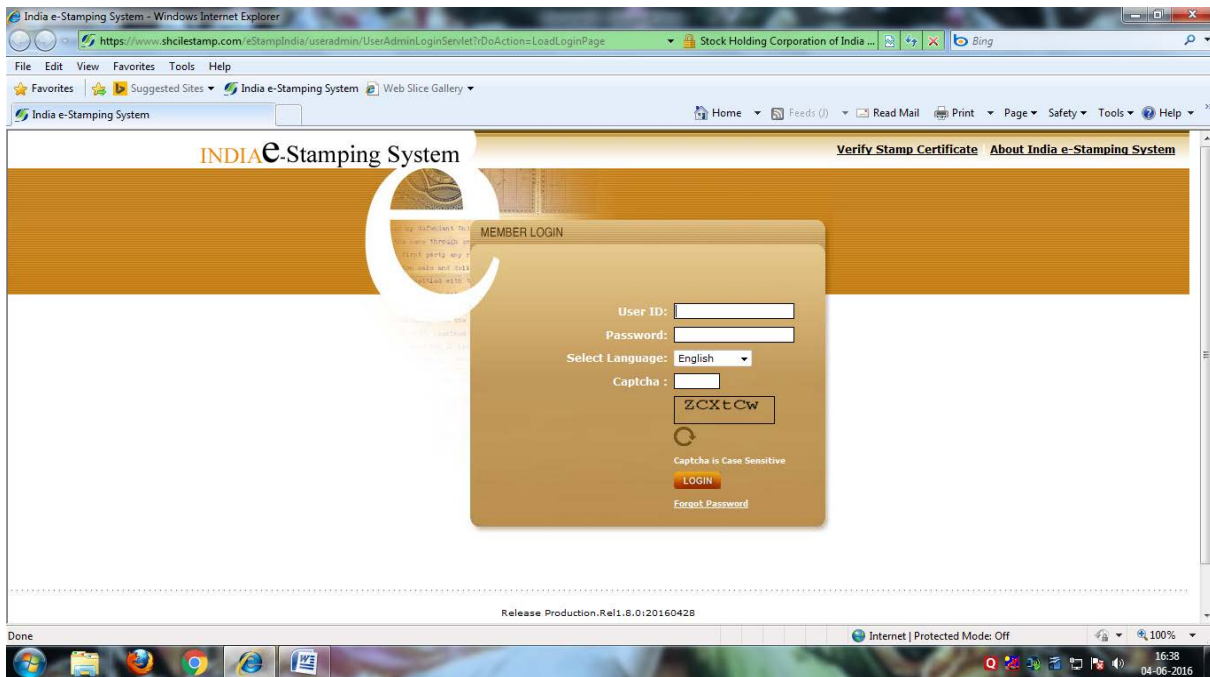 India e-Stamping System - Windows Internet Explorer
https://www.shcilestamp.com/eStampIndia/useradmin/UserAdminLoginServlet?rDoAction=LoadLoginPage
Stock Holding Corporation of India ...
Bing
File Edit View Favorites Tools Help
Favorites Suggested Sites India e-Stamping System Web Slice Gallery
India e-Stamping System
Home Feeds (J) Read Mail Print Page Safety Tools Help
INDIA e-Stamping System
Verify Stamp Certificate About India e-Stamping System
e
MEMBER LOGIN
User ID:
Password:
Select Language: English
Captcha :
ZCXtCw
Captcha is Case Sensitive
LOGIN
Forgot Password
Release Production.Rel1.8.0:20160428
Done
Internet | Protected Mode: Off
100%
16:38
04-06-2016